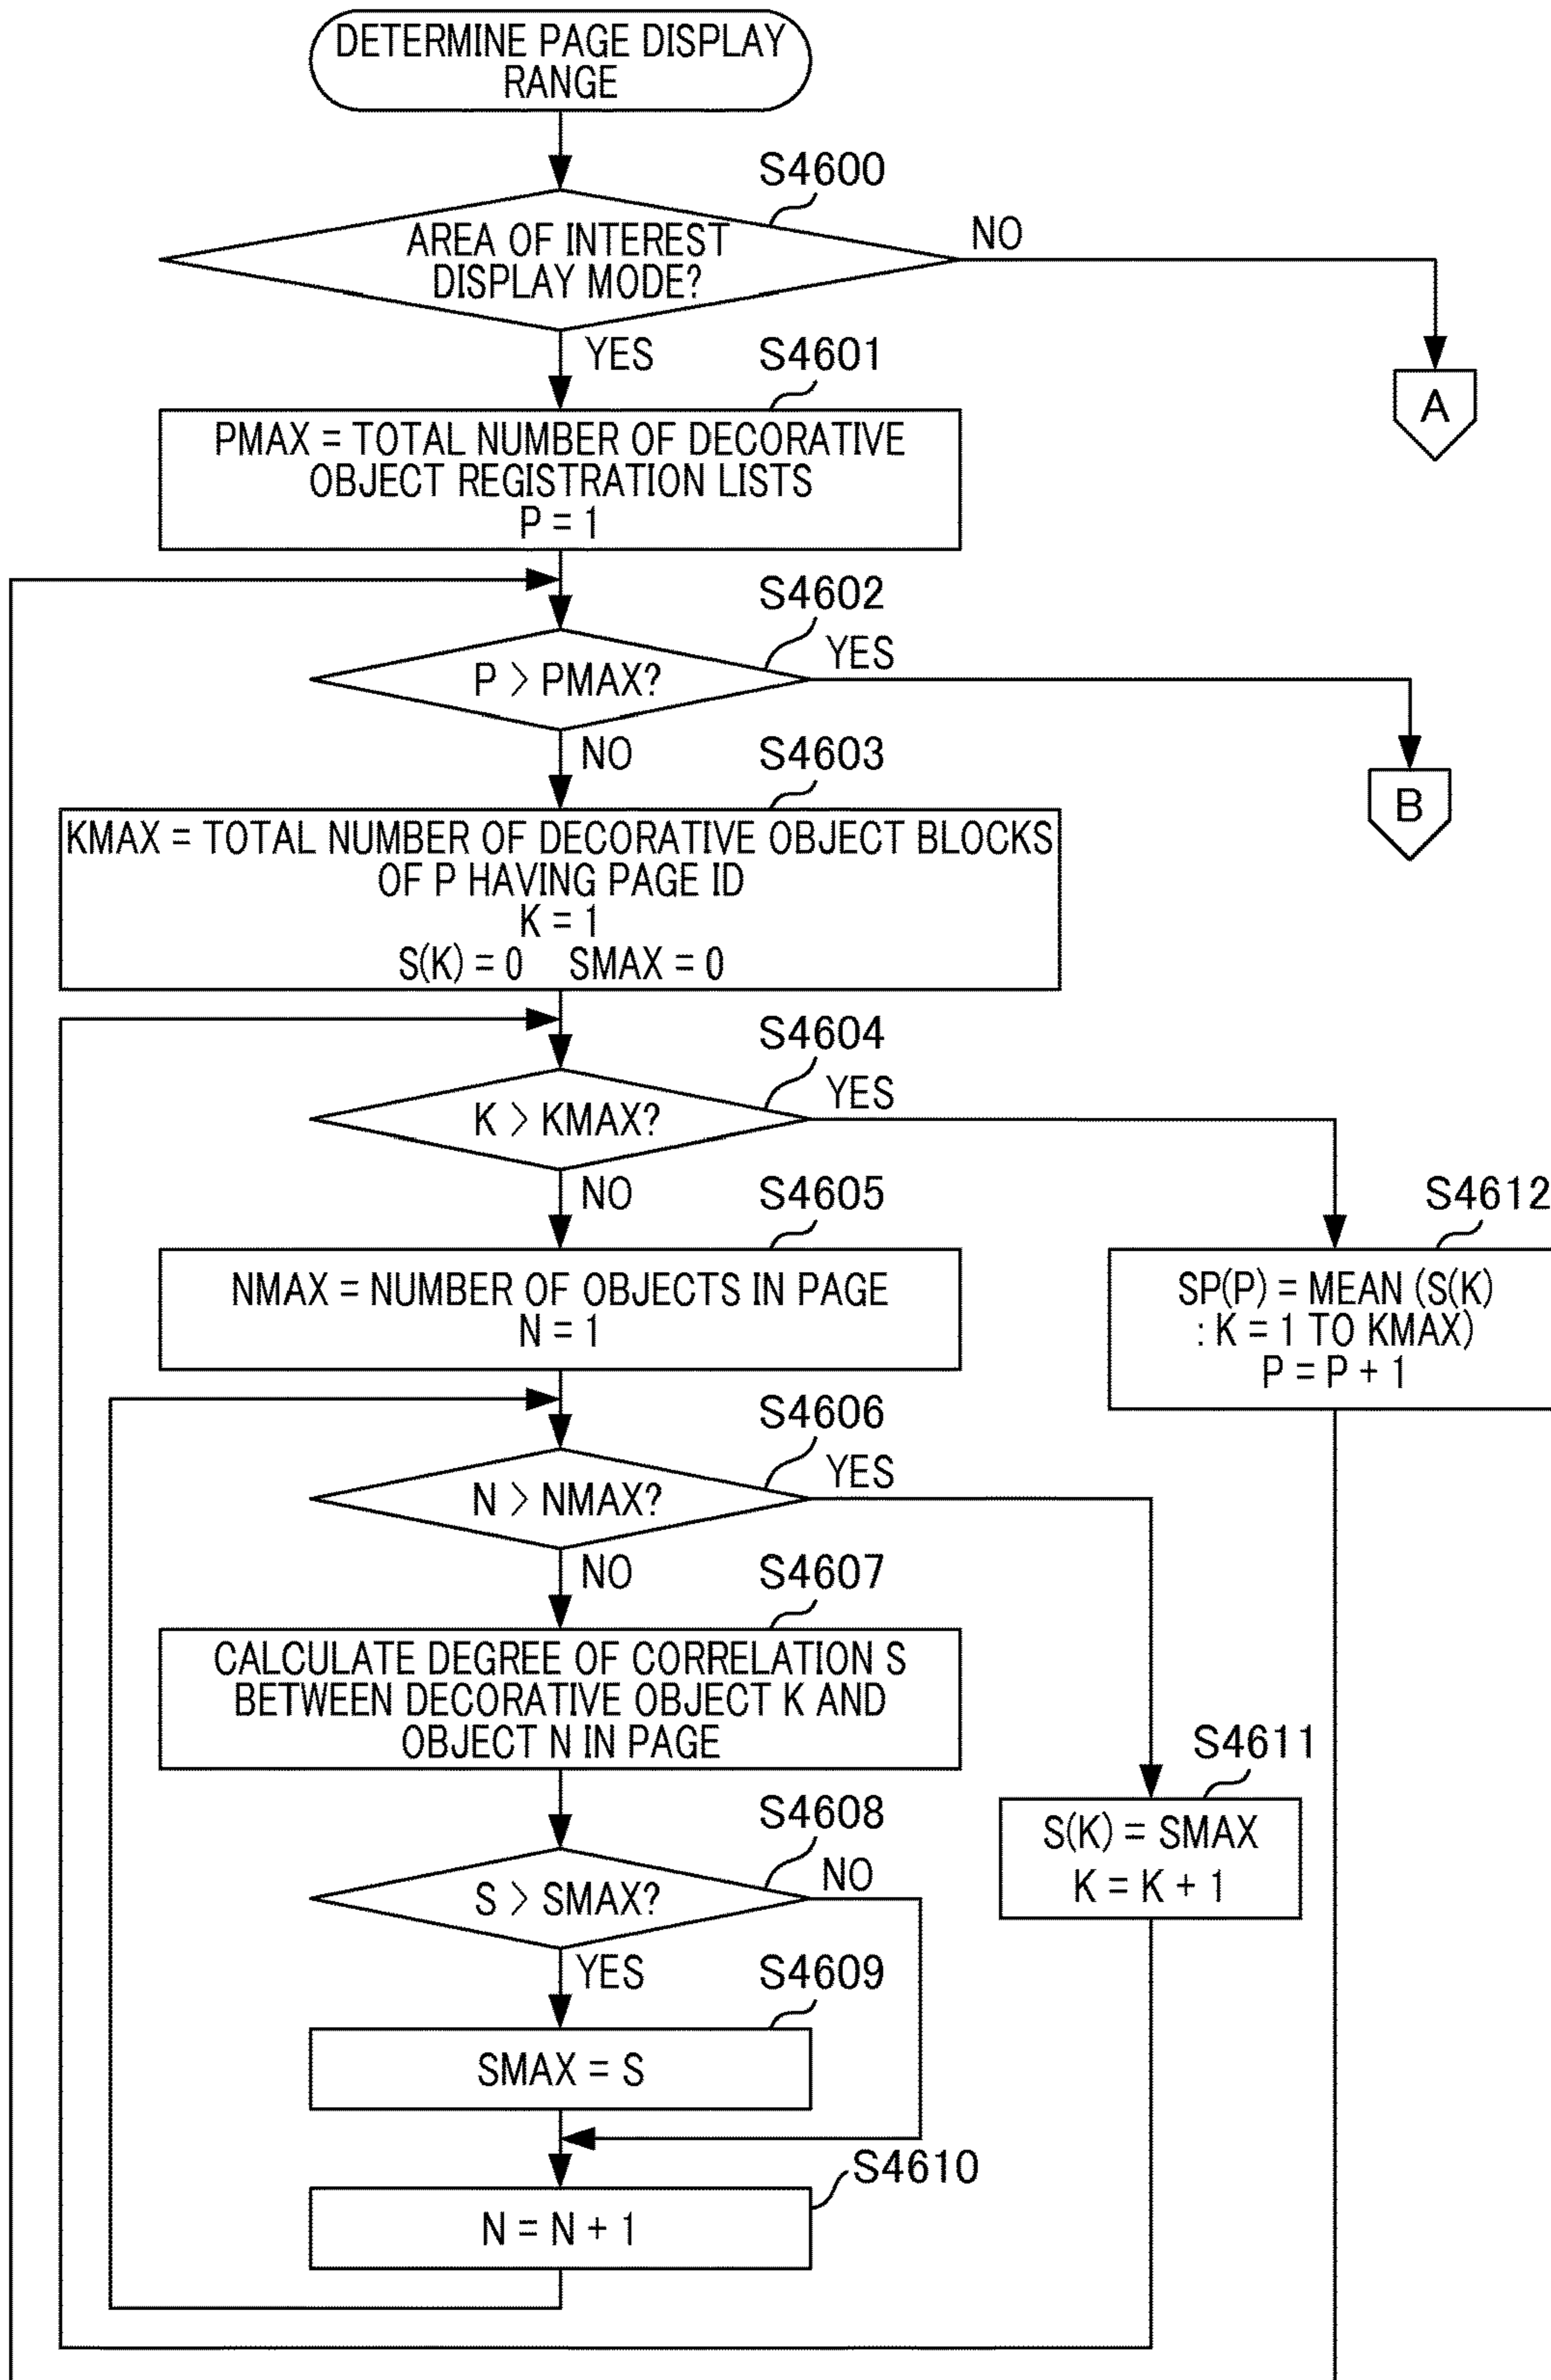 DETERMINE PAGE DISPLAY
RANGE
S4600
AREA OF INTEREST
DISPLAY MODE?
NO
YES
A
S4601
PMAX = TOTAL NUMBER OF DECORATIVE
OBJECT REGISTRATION LISTS
P = 1
S4602
P > PMAX?
YES
NO
B
S4603
KMAX = TOTAL NUMBER OF DECORATIVE OBJECT BLOCKS
OF P HAVING PAGE ID
K = 1
S(K) = 0 SMAX = 0
S4604
K > KMAX?
YES
NO
S4605
NMAX = NUMBER OF OBJECTS IN PAGE
N = 1
S4612
SP(P) = MEAN (S(K)
: K = 1 TO KMAX)
P = P + 1
S4606
N > NMAX?
YES
NO
S4607
CALCULATE DEGREE OF CORRELATION S
BETWEEN DECORATIVE OBJECT K AND
OBJECT N IN PAGE
S4611
S(K) = SMAX
K = K + 1
S4608
S > SMAX?
NO
YES
S4609
SMAX = S
S4610
N = N + 1